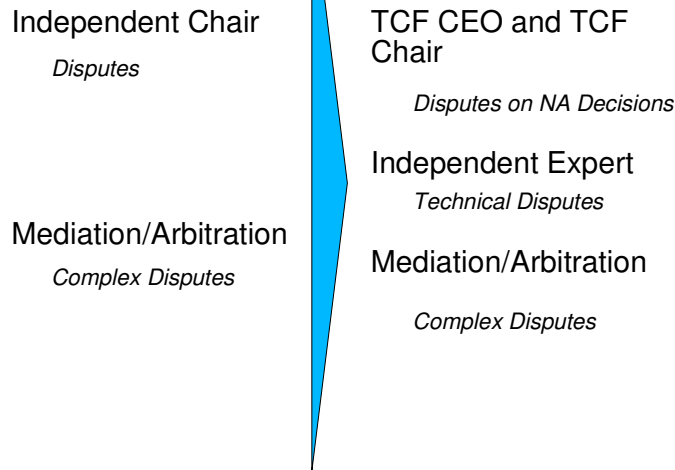 Independent Chair
Disputes
Mediation/Arbitration
Complex Disputes
TCF CEO and TCF
Chair
Disputes on NA Decisions
Independent Expert
Technical Disputes
Mediation/Arbitration
Complex Disputes